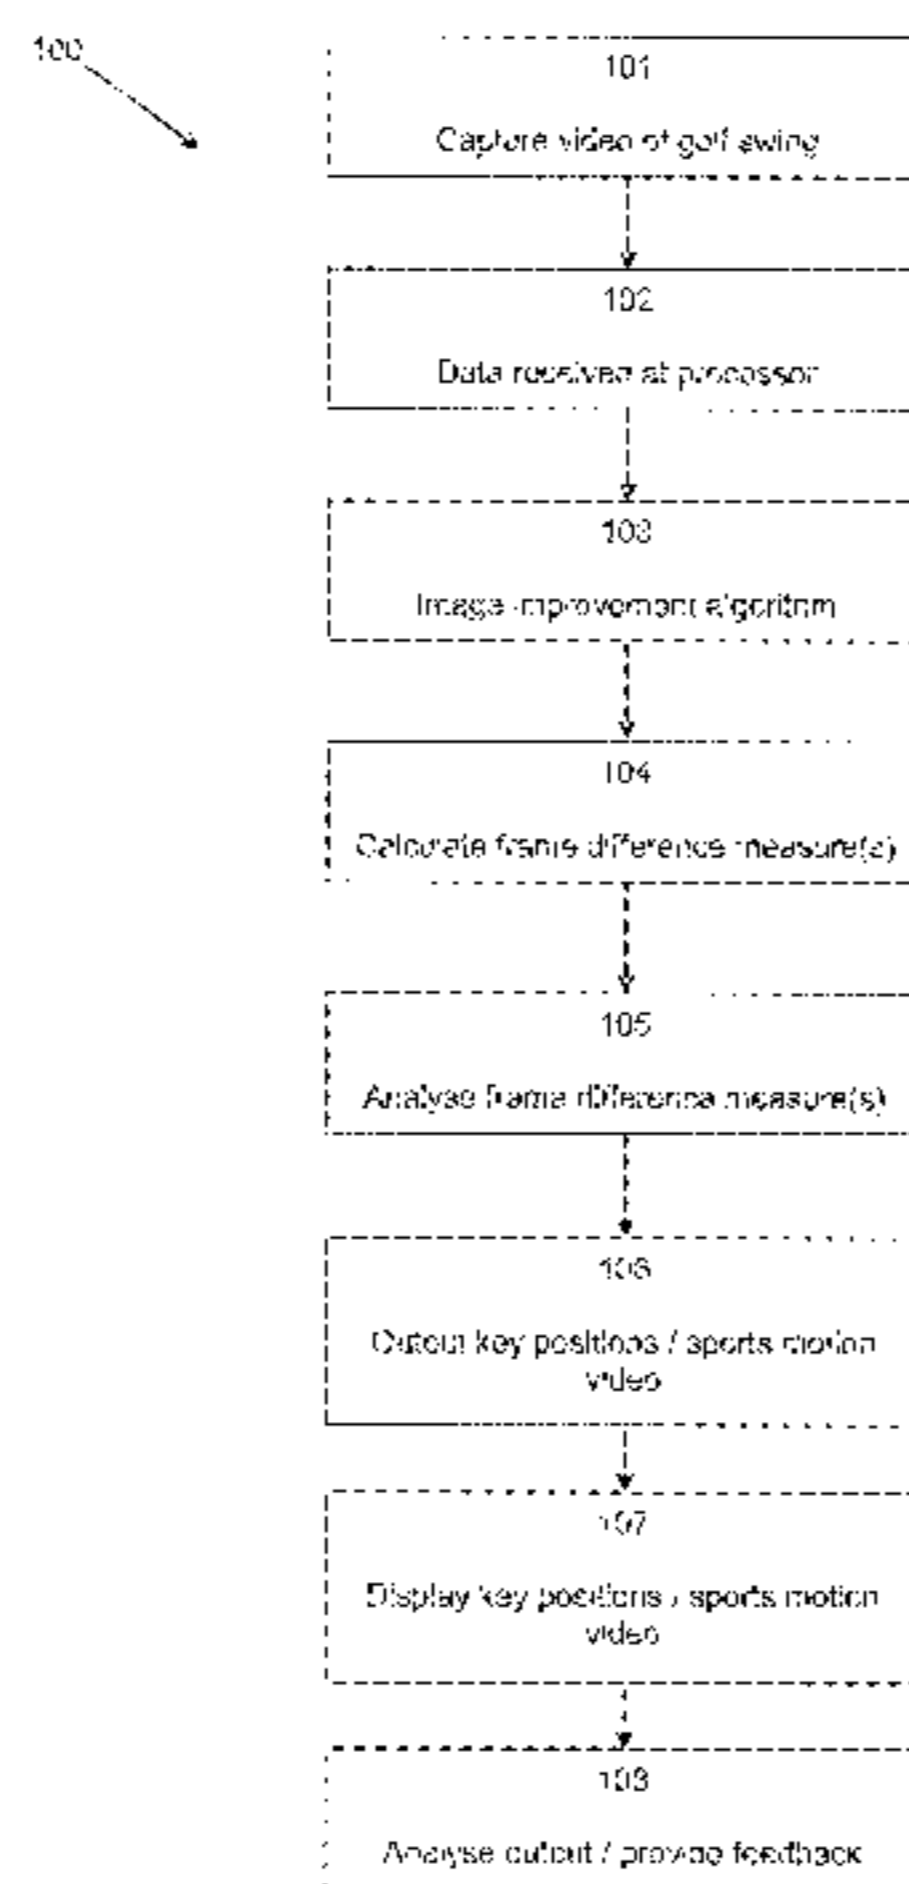 100
101
Capture video of golf swing
102
Data received at processor
103
Image improvement algorithm
104
Calculate frame difference measure(s)
105
Analyse frame difference measure(s)
106
Output key positions / sports motion
video
107
Display key positions / sports motion
video
108
Analyse output / provide feedback